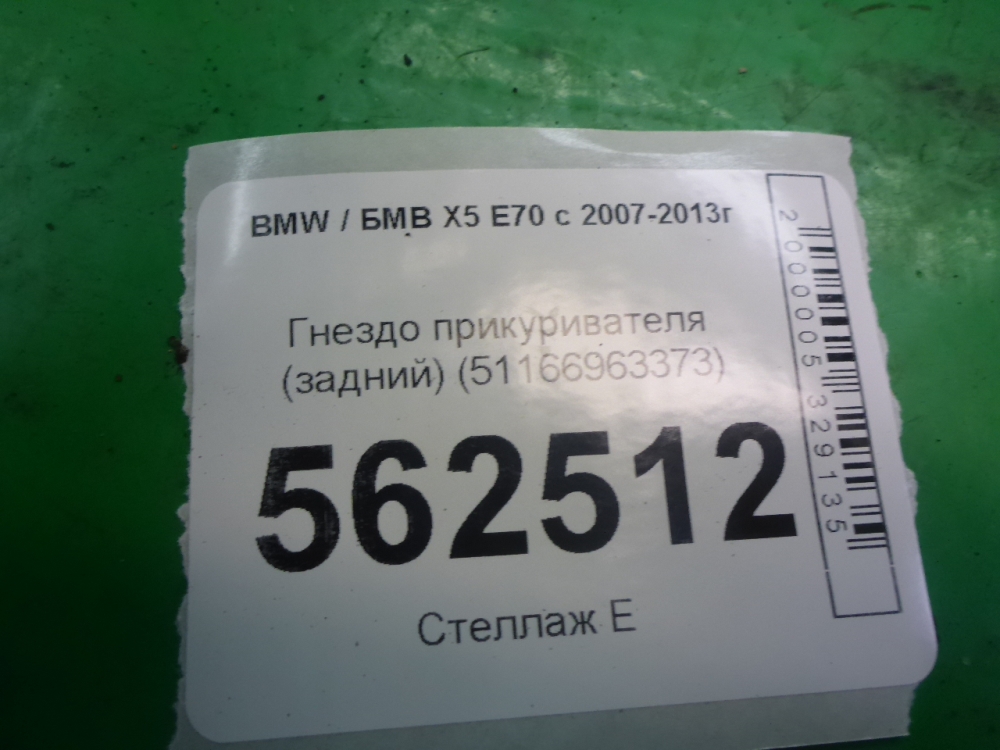 BMW / БМВ X5 E70 с 2007-2013г
Гнездо прикуривателя
(задний) (51166963373)
562512
Стеллаж Е
2000005329135